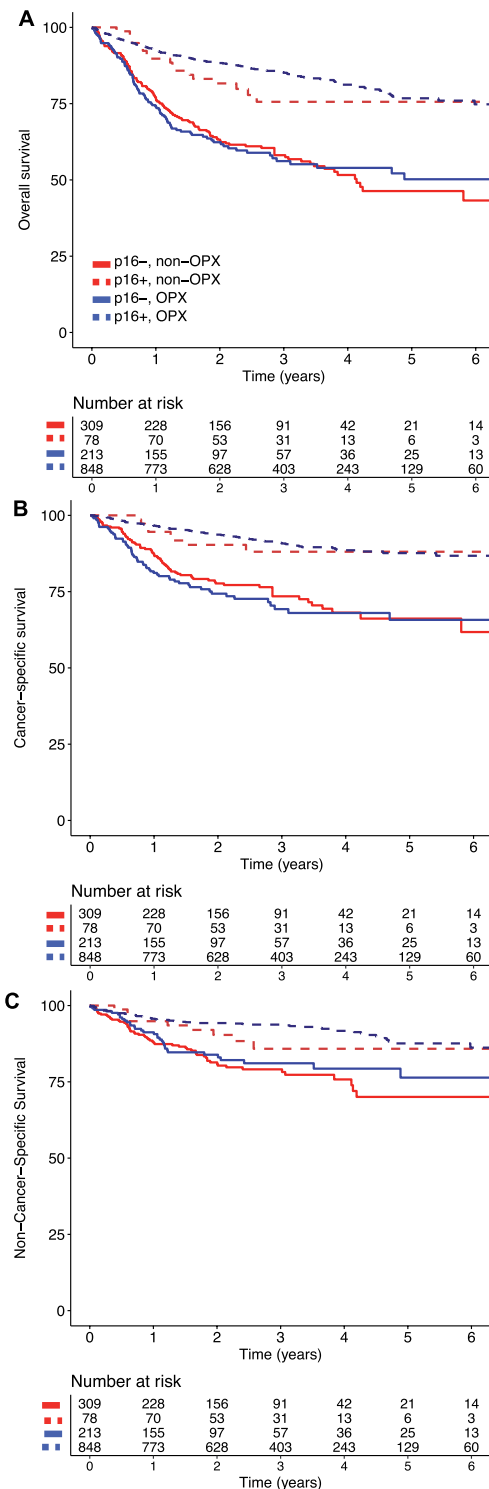 A
100
75
50
25
0
Overall survival
p16−, non−OPX
p16+, non−OPX
p16−, OPX
p16+, OPX
0 1 2 3 4 5 6
Time (years)
Number at risk
309 228 156 91 42 21 14
78 70 53 31 13 6 3
213 155 97 57 36 25 13
848 773 628 403 243 129 60
0 1 2 3 4 5 6
B
100
75
50
25
0
Cancer−specific survival
0 1 2 3 4 5 6
Time (years)
Number at risk
309 228 156 91 42 21 14
78 70 53 31 13 6 3
213 155 97 57 36 25 13
848 773 628 403 243 129 60
0 1 2 3 4 5 6
C
100
75
50
25
0
Non−Cancer−Specific Survival
0 1 2 3 4 5 6
Time (years)
Number at risk
309 228 156 91 42 21 14
78 70 53 31 13 6 3
213 155 97 57 36 25 13
848 773 628 403 243 129 60
0 1 2 3 4 5 6
Time (years)